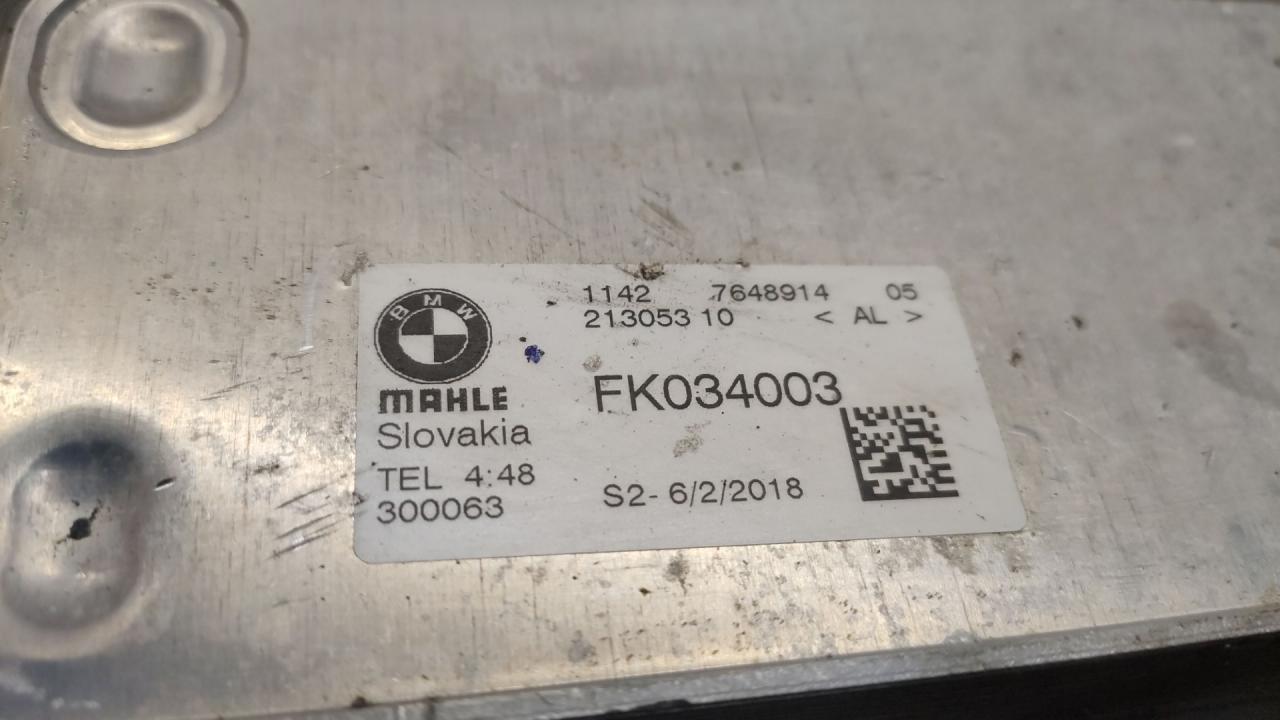 BMW
MAHLE
Slovakia
TEL 4:48
300063
1142 7648914 05
213053 10 < AL >
FK034003
S2- 6/2/2018